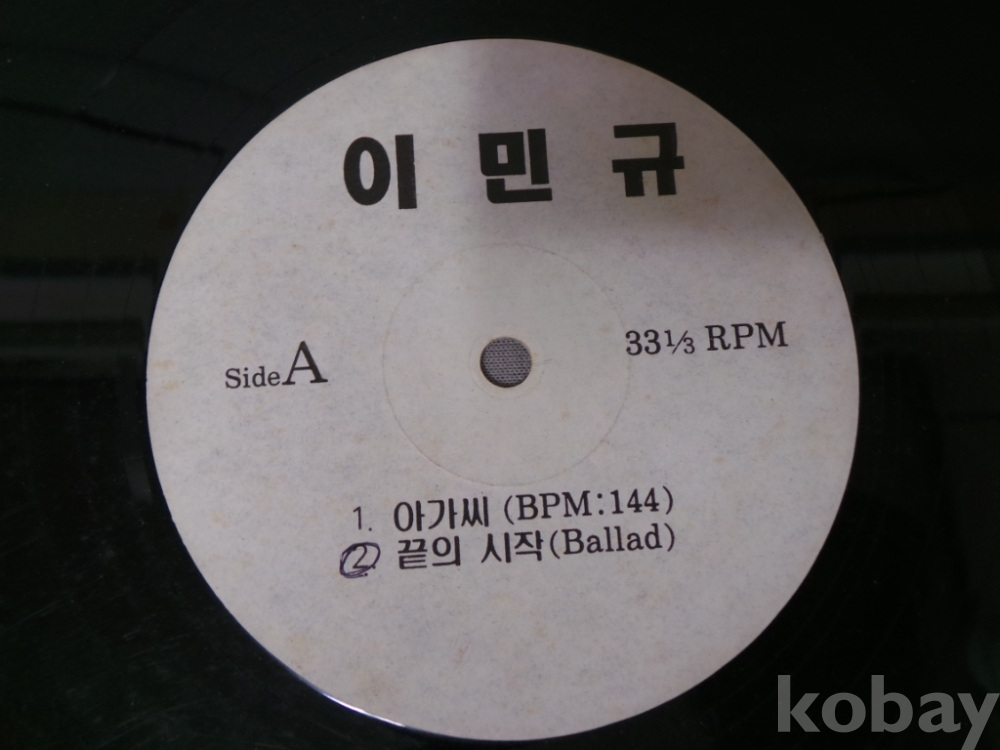 이 민 규
Side A
33⅓ RPM
1. 아가씨 (BPM:144)
2 끝의 시작(Ballad)
kobay